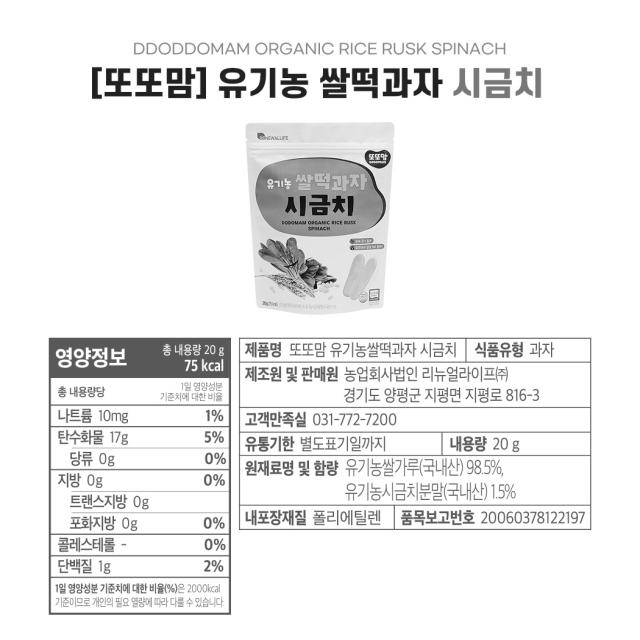 DDODDOMAM ORGANIC RICE RUSK SPINACH
[또또맘] 유기농 쌀떡과자 시금치
또또맘
유기농 쌀떡과자
시금치
DDODOMAM ORGANIC RICE RUSK
SPINACH
영양정보 총 내용량 20 g
75 kcal
총 내용량당 1일 영양성분
기준치에 대한 비율
나트륨 10mg 1%
탄수화물 17g 5%
당류 0g 0%
지방 0g 0%
트랜스지방 0g
포화지방 0g 0%
콜레스테롤 - 0%
단백질 1g 2%
1일 영양성분 기준치에 대한 비율(%)은 2000kcal
기준이므로 개인의 필요 열량에 따라 다를 수 있습니다.
제품명 또또맘 유기농쌀떡과자 시금치 식품유형 과자
제조원 및 판매원 농업회사법인 리뉴얼라이프㈜
경기도 양평군 지평면 지평로 816-3
고객만족실 031-772-7200
유통기한 별도표기일까지 내용량 20 g
원재료명 및 함량 유기농쌀가루(국내산) 98.5%,
유기농시금치분말(국내산) 1.5%
내포장재질 폴리에틸렌 품목보고번호 20060378122197